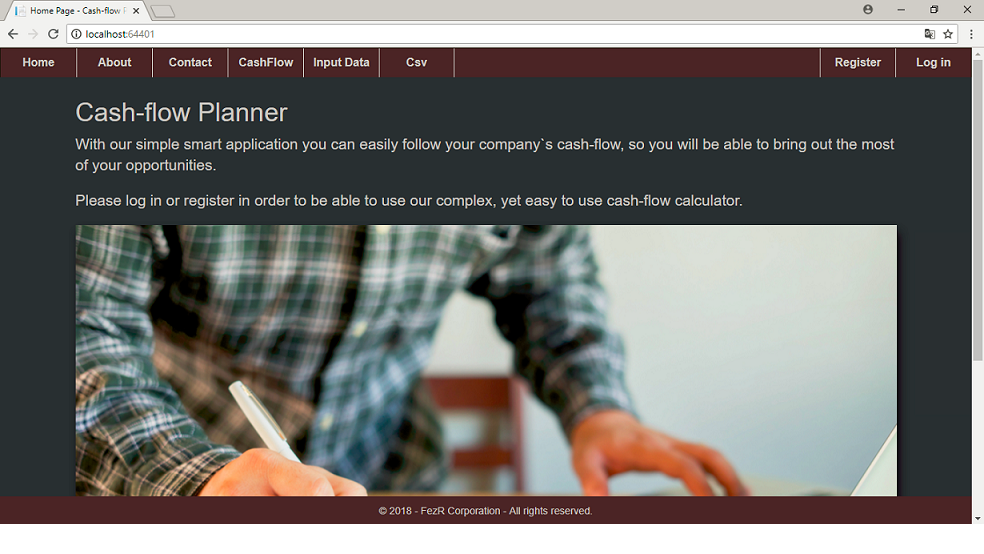 Home Page - Cash-flow P
localhost:64401
Home About Contact CashFlow Input Data Csv Register Log in
Cash-flow Planner
With our simple smart application you can easily follow your company`s cash-flow, so you will be able to bring out the most
of your opportunities.
Please log in or register in order to be able to use our complex, yet easy to use cash-flow calculator.
© 2018 - FezR Corporation - All rights reserved.